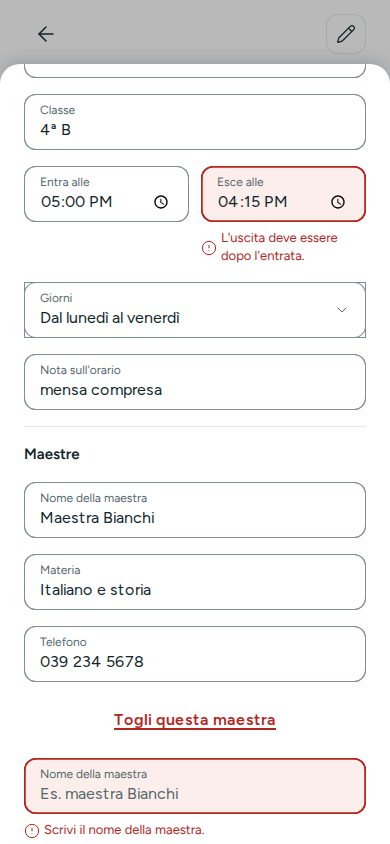 Classe
4ª B
Entra alle
Esce alle
05:00 PM
04:15 PM
L'uscita deve essere
dopo l'entrata.
Giorni
Dal lunedì al venerdì
Nota sull'orario
mensa compresa
Maestre
Nome della maestra
Maestra Bianchi
Materia
Italiano e storia
Telefono
039 234 5678
Togli questa maestra
Nome della maestra
Es. maestra Bianchi
Scrivi il nome della maestra.